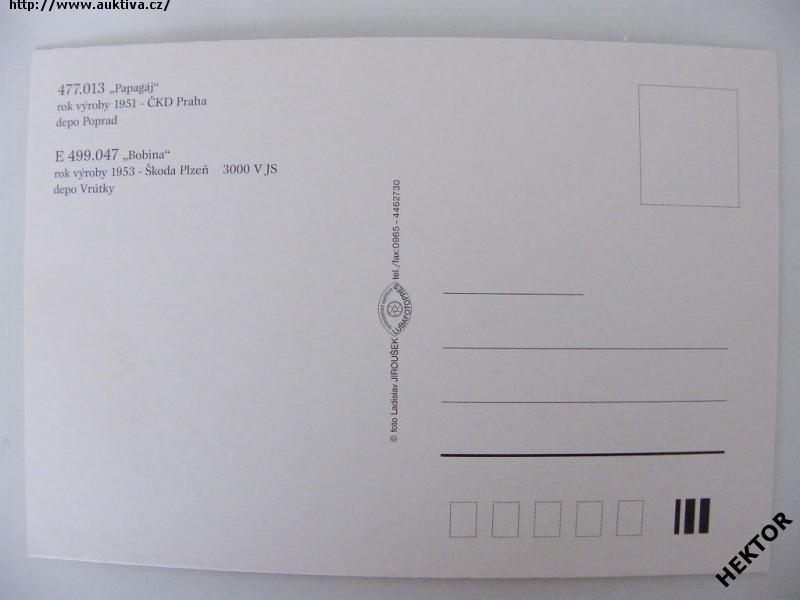 http://www.auktiva.cz/
477.013 „Papagáj“
rok výroby 1951 - ČKD Praha
depo Poprad
E 499.047 „Bobina“
rok výroby 1953 - Škoda Plzeň 3000 V JS
depo Vrútky
© foto Ladislav JIROUŠEK
LUBAFOTOPRES
tel./fax:0965 - 4462730
HEKTOR